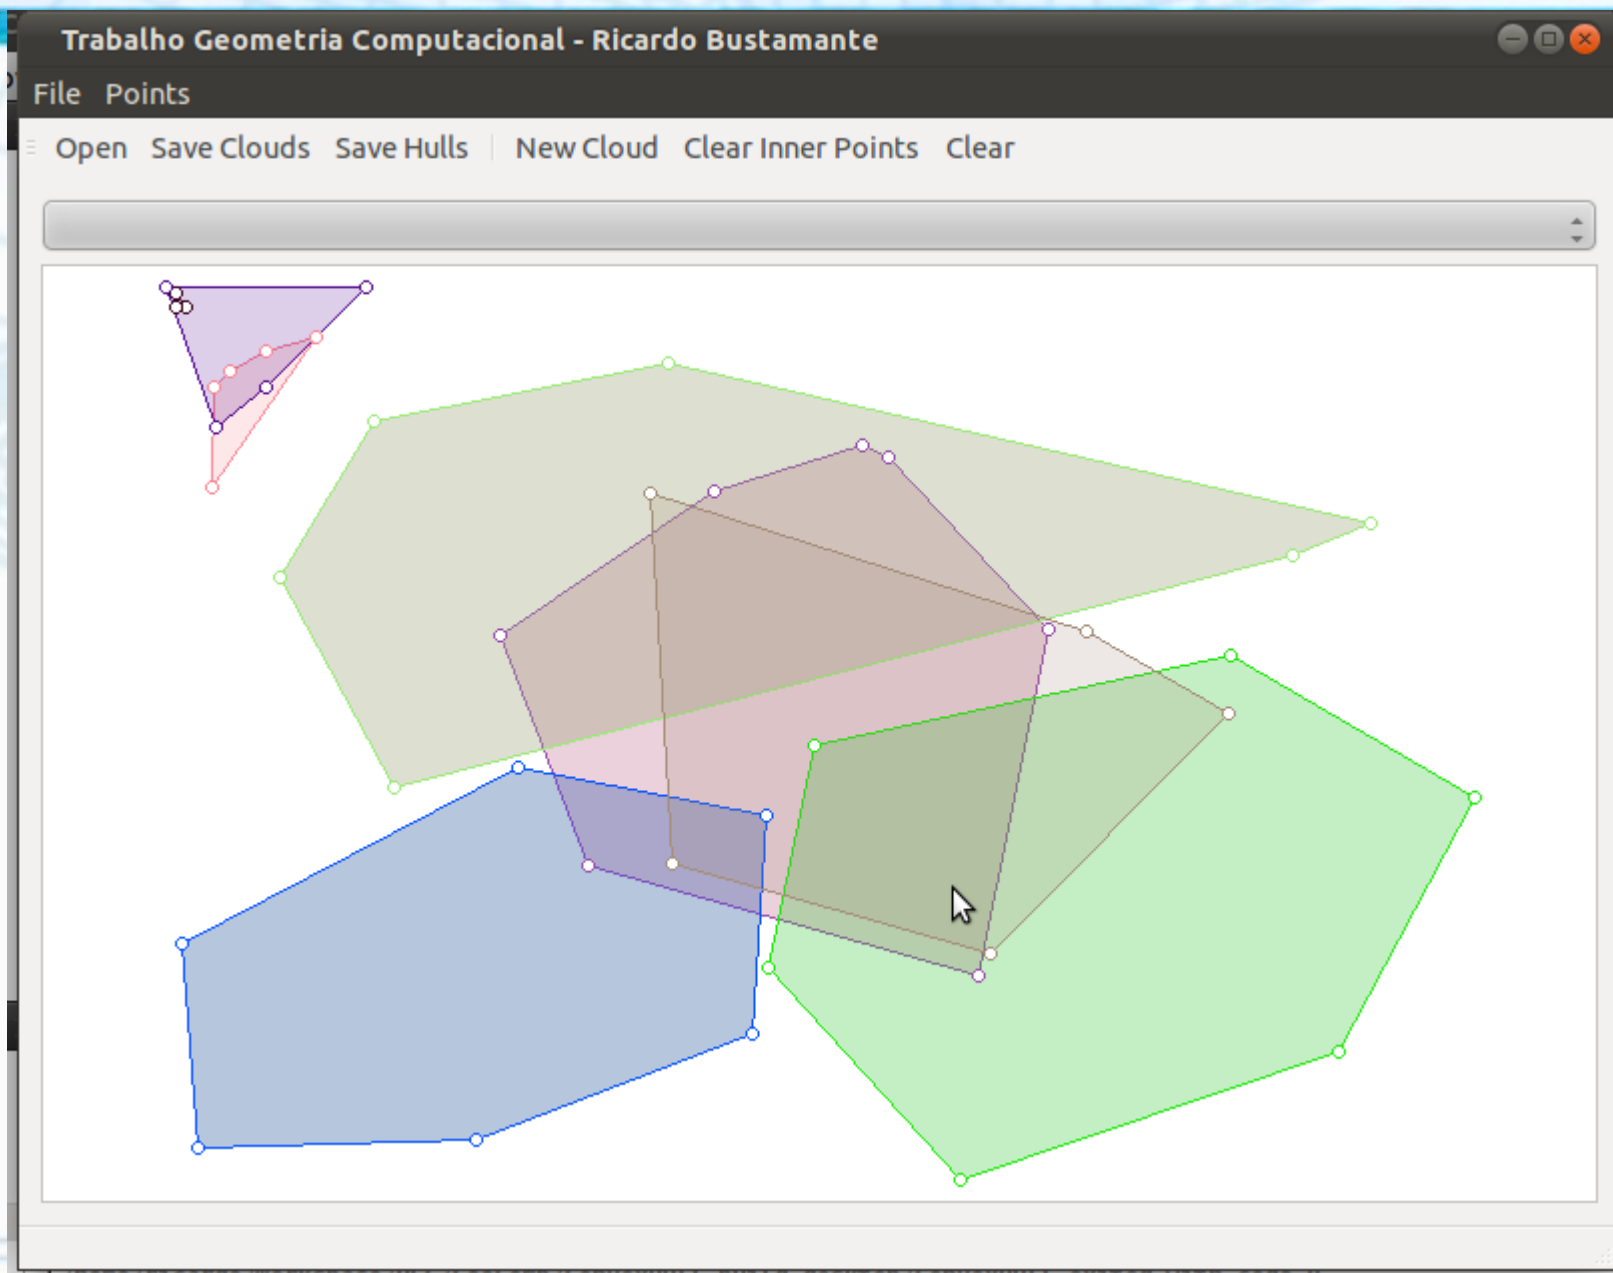 Trabalho Geometria Computacional - Ricardo Bustamante
File Points
Open Save Clouds Save Hulls New Cloud Clear Inner Points Clear